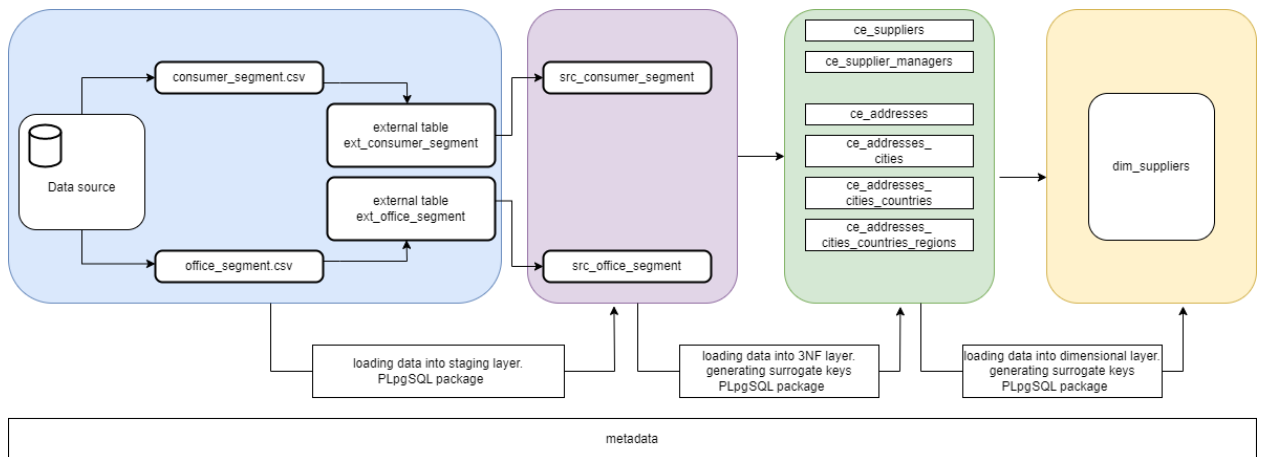 consumer_segment.csv
Data source
office_segment.csv
external table
ext_consumer_segment
external table
ext_office_segment
src_consumer_segment
src_office_segment
ce_suppliers
ce_supplier_managers
ce_addresses
ce_addresses_
cities
ce_addresses_
cities_countries
ce_addresses_
cities_countries_regions
dim_suppliers
loading data into staging layer.
PLpgSQL package
loading data into 3NF layer.
generating surrogate keys
PLpgSQL package
loading data into dimensional layer.
generating surrogate keys
PLpgSQL package
metadata